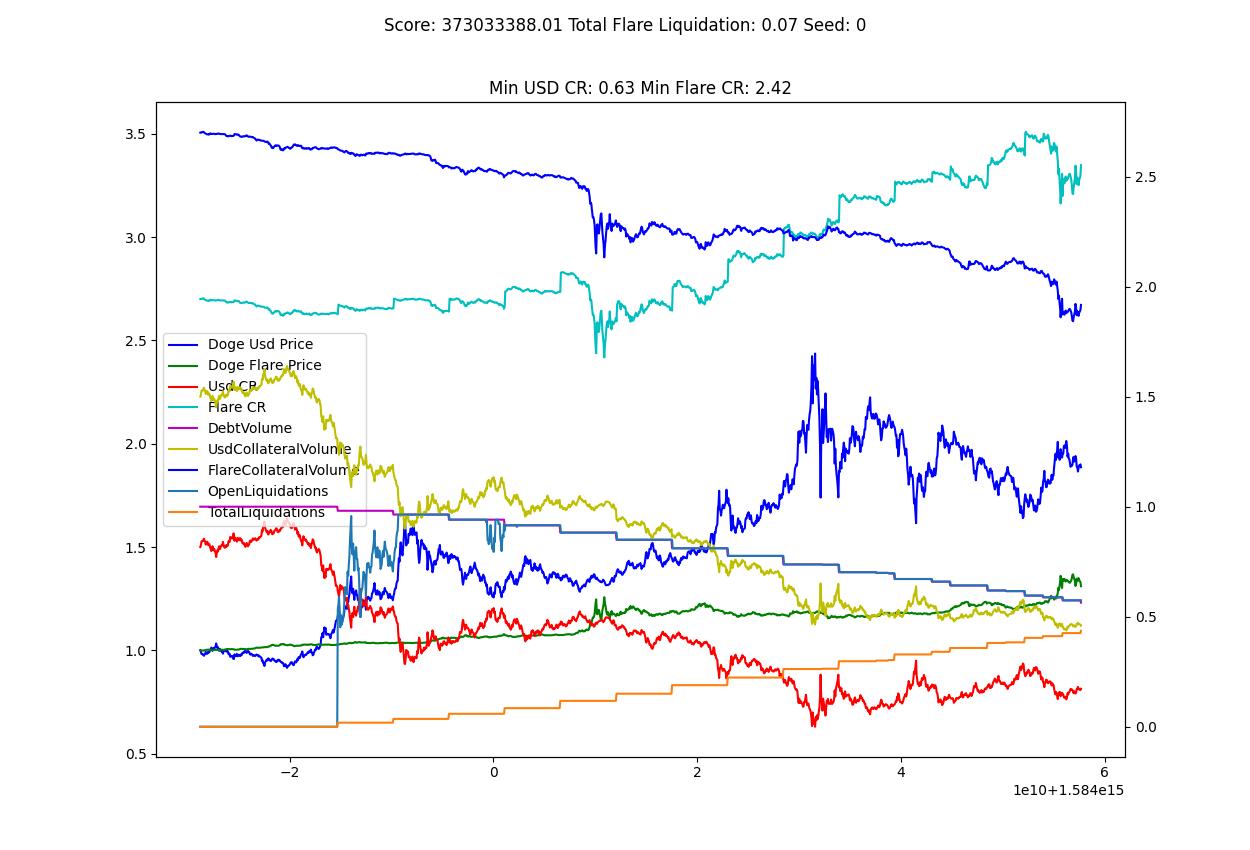 Score: 373033388.01 Total Flare Liquidation: 0.07 Seed: 0
Min USD CR: 0.63 Min Flare CR: 2.42
3.5
3.0
2.5
2.0
1.5
1.0
0.5
Doge Usd Price
Doge Flare Price
Usd CR
Flare CR
DebtVolume
UsdCollateralVolume
FlareCollateralVolume
OpenLiquidations
TotalLiquidations
2.5
2.0
1.5
1.0
0.5
0.0
−2 0 2 4 6
1e10+1.584e15